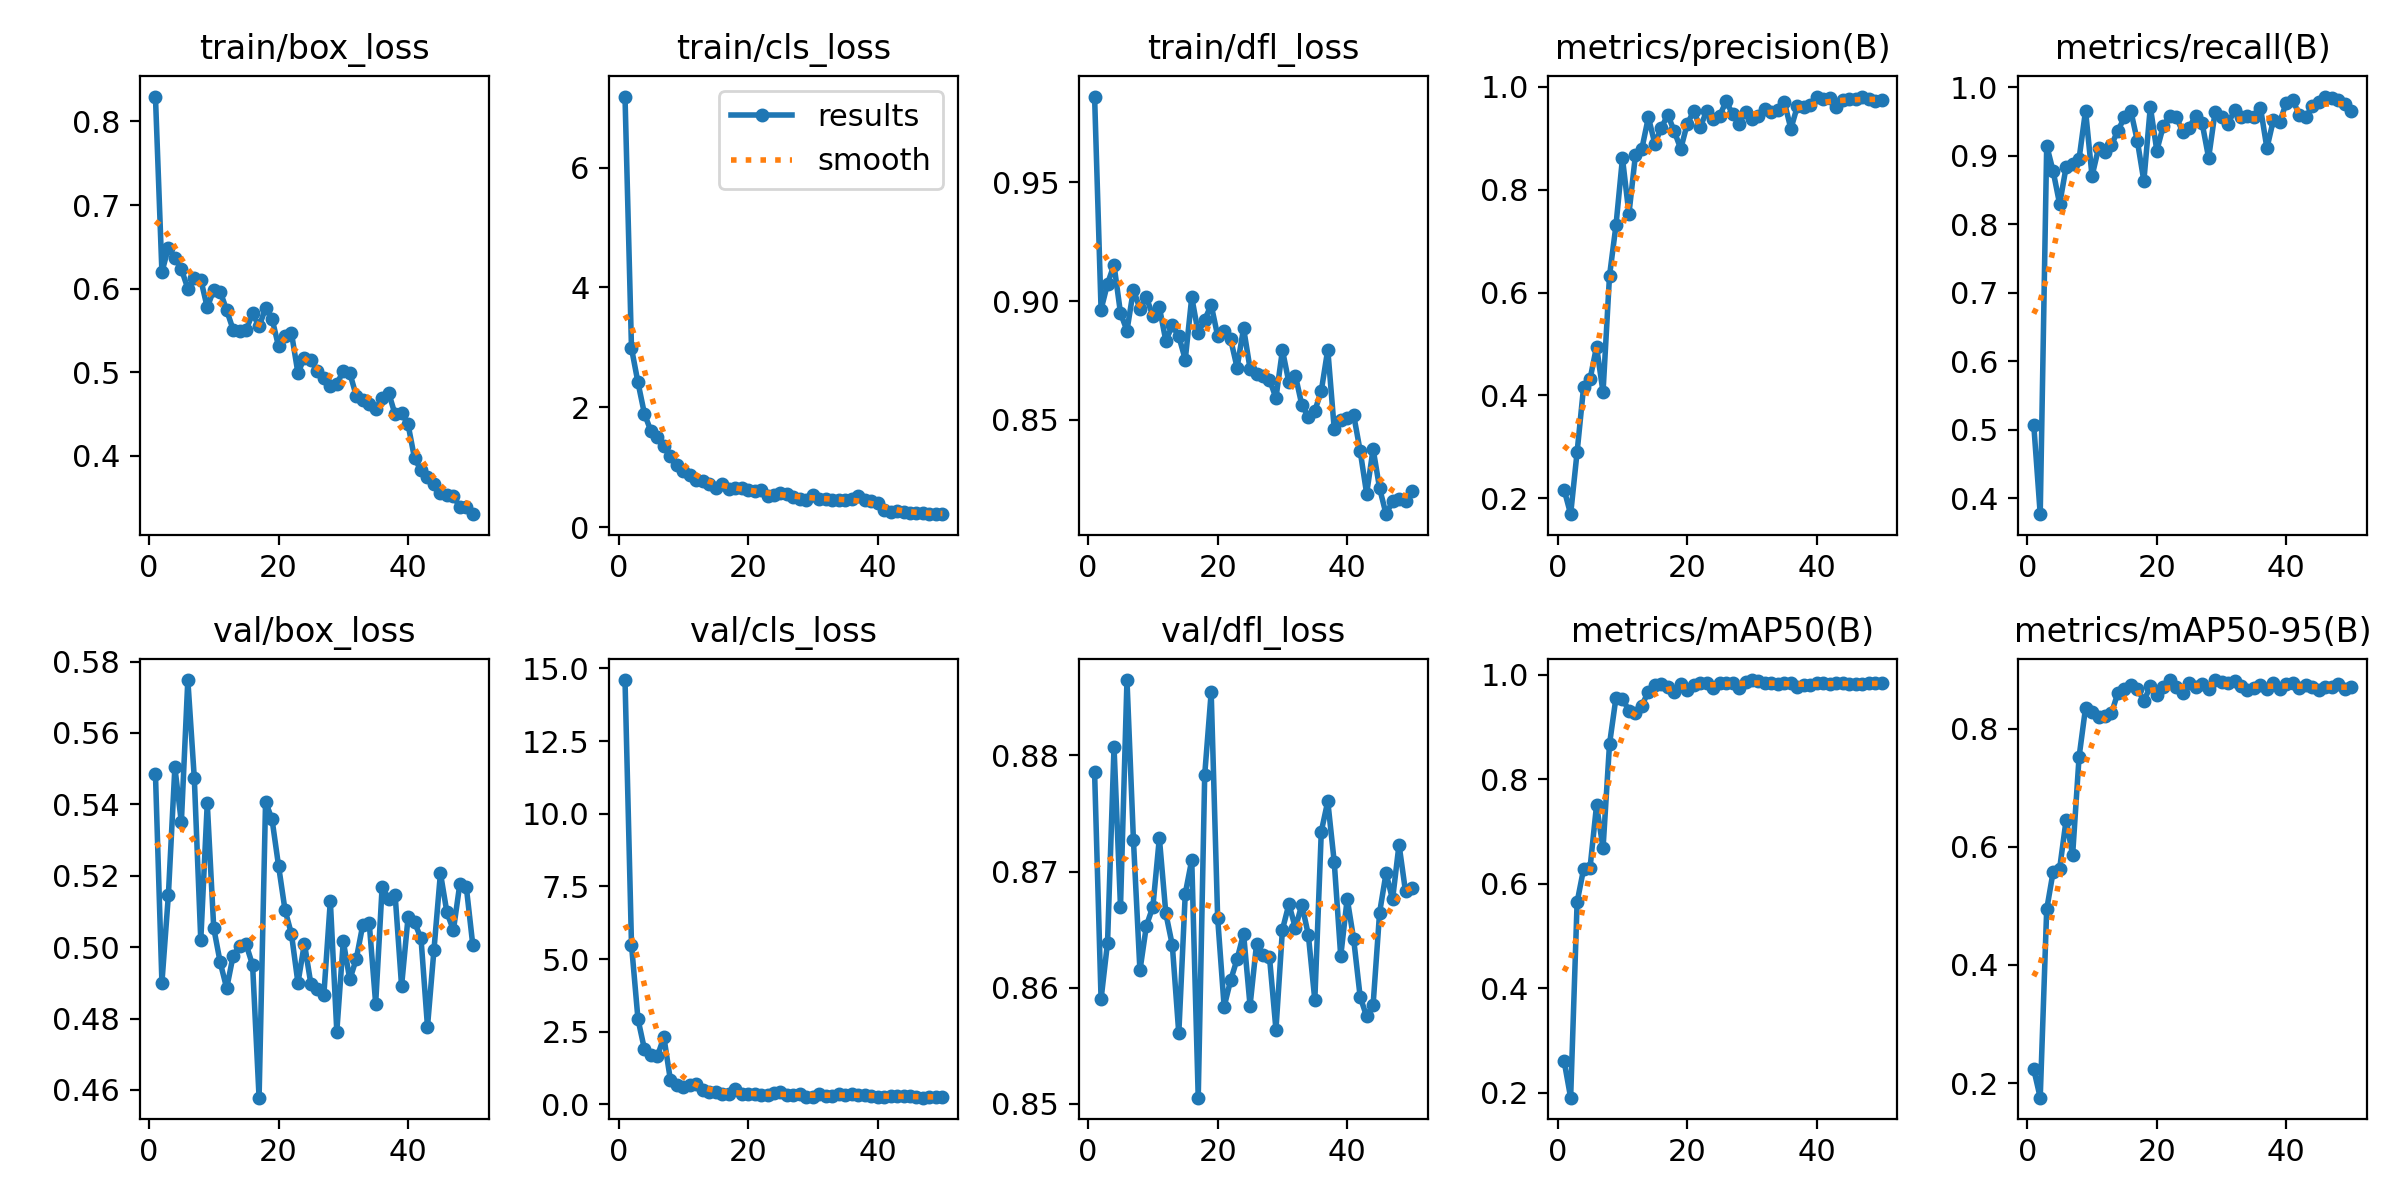 train/box_loss
0.8
0.7
0.6
0.5
0.4
0 20 40
train/cls_loss
results
smooth
6
4
2
0
0 20 40
train/dfl_loss
0.95
0.90
0.85
0 20 40
metrics/precision(B)
1.0
0.8
0.6
0.4
0.2
0 20 40
metrics/recall(B)
1.0
0.9
0.8
0.7
0.6
0.5
0.4
0 20 40
val/box_loss
0.58
0.56
0.54
0.52
0.50
0.48
0.46
0 20 40
val/cls_loss
15.0
12.5
10.0
7.5
5.0
2.5
0.0
0 20 40
val/dfl_loss
0.88
0.87
0.86
0.85
0 20 40
metrics/mAP50(B)
1.0
0.8
0.6
0.4
0.2
0 20 40
metrics/mAP50-95(B)
0.8
0.6
0.4
0.2
0 20 40